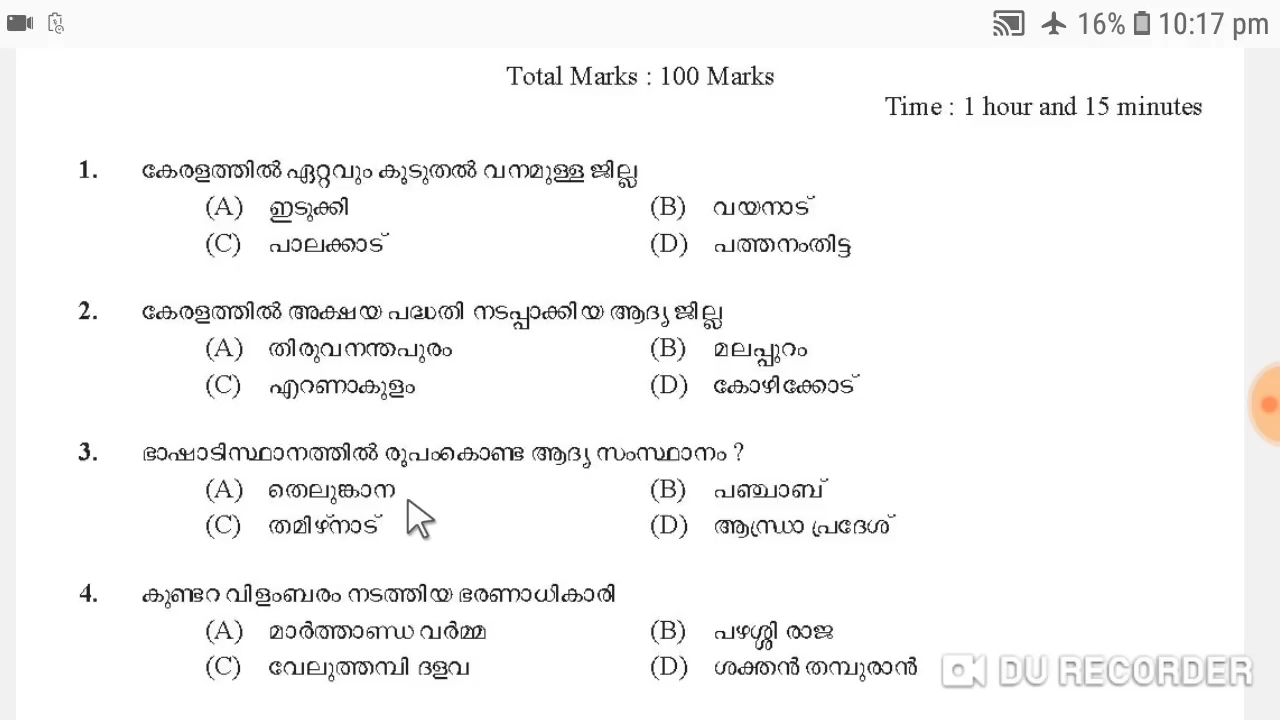 16% 10:17 pm
Total Marks : 100 Marks
Time : 1 hour and 15 minutes
1. കേരളത്തിൽ ഏറ്റവും കൂടുതൽ വനമുള്ള ജില്ല
(A) ഇടുക്കി (B) വയനാട്
(C) പാലക്കാട് (D) പത്തനംതിട്ട
2. കേരളത്തിൽ അക്ഷയ പദ്ധതി നടപ്പാക്കിയ ആദ്യ ജില്ല
(A) തിരുവനന്തപുരം (B) മലപ്പുറം
(C) എറണാകുളം (D) കോഴിക്കോട്
3. ഭാഷാടിസ്ഥാനത്തിൽ രൂപംകൊണ്ട ആദ്യ സംസ്ഥാനം ?
(A) തെലുങ്കാന (B) പഞ്ചാബ്
(C) തമിഴ്നാട് (D) ആന്ധ്രാ പ്രദേശ്
4. കുണ്ടറ വിളംബരം നടത്തിയ ഭരണാധികാരി
(A) മാർത്താണ്ഡ വർമ്മ (B) പഴശ്ശി രാജ
(C) വേലുത്തമ്പി ദളവ (D) ശക്തൻ തമ്പുരാൻ
DU RECORDER